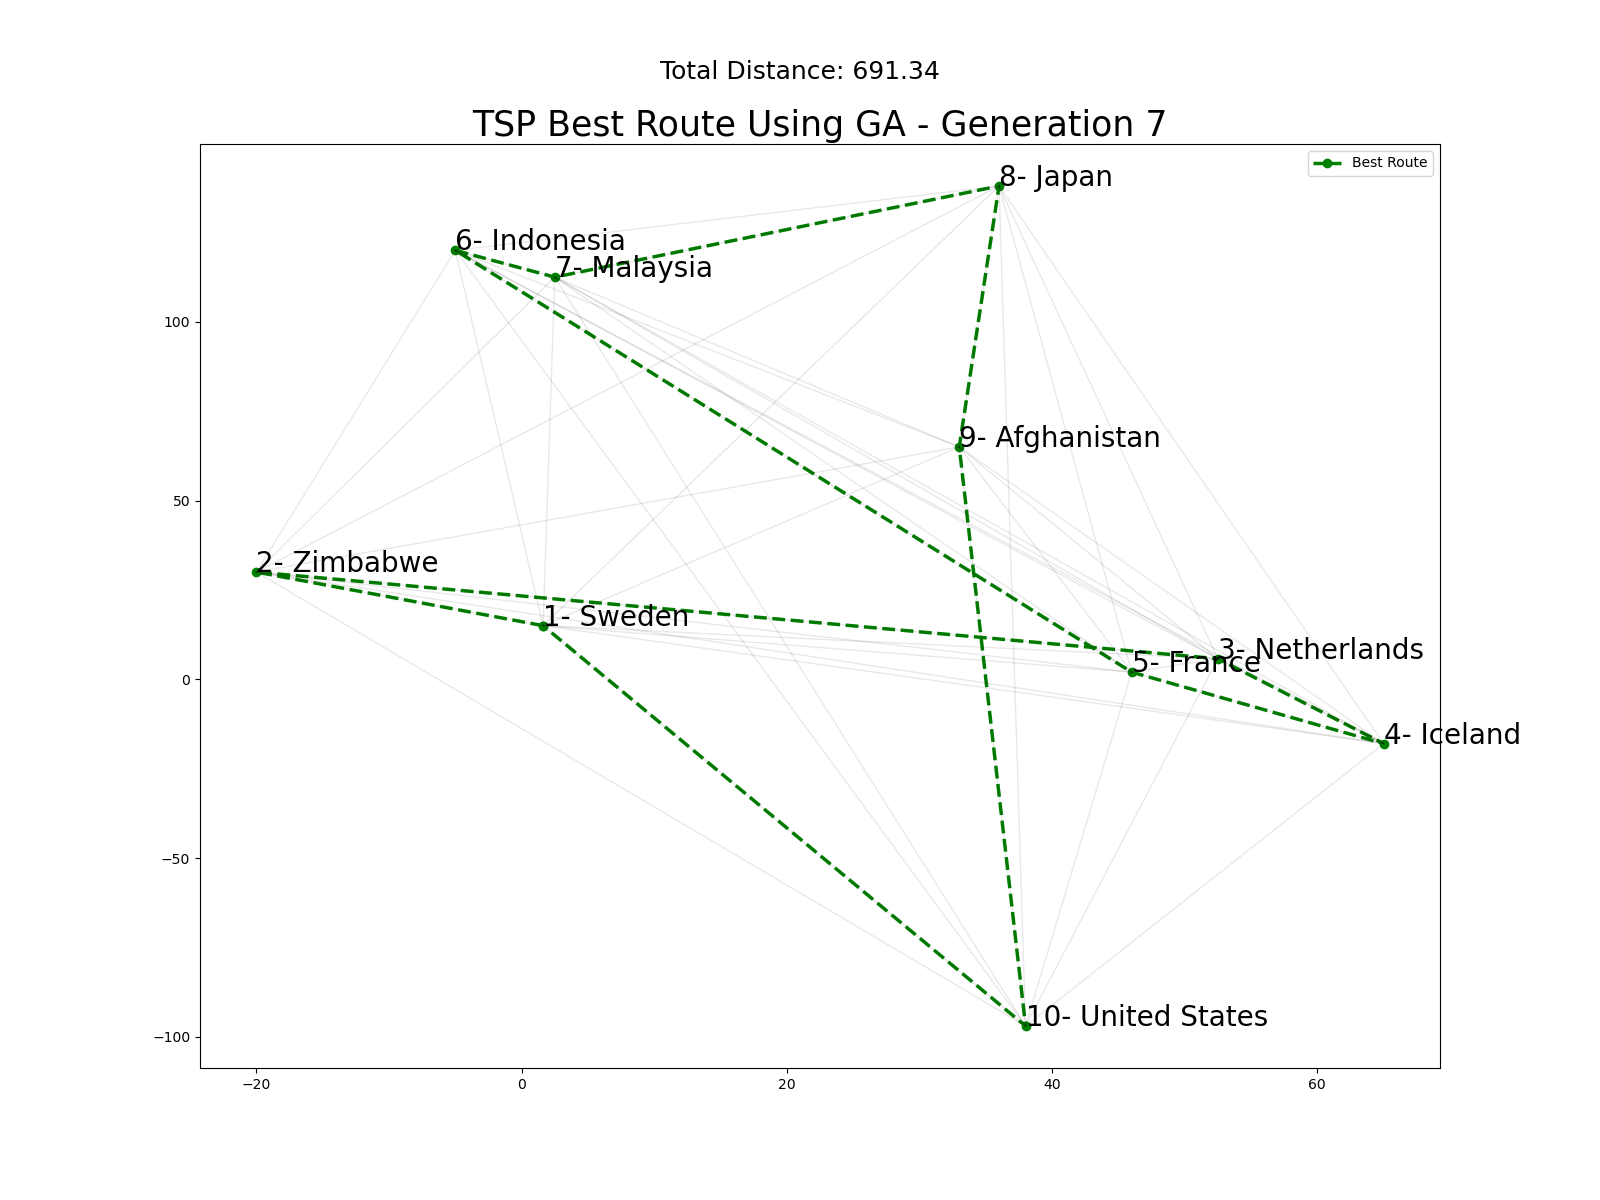 Total Distance: 691.34
TSP Best Route Using GA - Generation 7
Best Route
8- Japan
6- Indonesia
7- Malaysia
100
9- Afghanistan
50
2- Zimbabwe
1- Sweden
3- Netherlands
5- France
0
4- Iceland
−50
10- United States
−100
−20 0 20 40 60